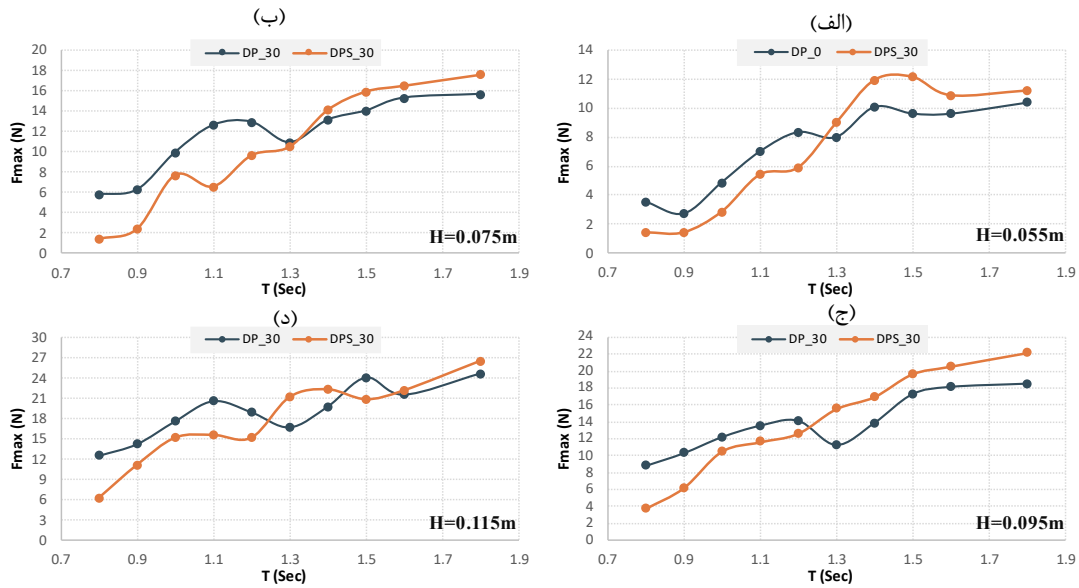 (ب)
DP_30 DPS_30
Fmax (N)
20
18
16
14
12
10
8
6
4
2
0
H=0.075m
0.7 0.9 1.1 1.3 1.5 1.7 1.9
T (Sec)
(الف)
DP_0 DPS_30
Fmax (N)
14
12
10
8
6
4
2
0
H=0.055m
0.7 0.9 1.1 1.3 1.5 1.7 1.9
T (Sec)
(د)
DP_30 DPS_30
Fmax (N)
30
27
24
21
18
15
12
9
6
3
0
H=0.115m
0.7 0.9 1.1 1.3 1.5 1.7 1.9
T (Sec)
(ج)
DP_30 DPS_30
Fmax (N)
24
22
20
18
16
14
12
10
8
6
4
2
0
H=0.095m
0.7 0.9 1.1 1.3 1.5 1.7 1.9
T (Sec)